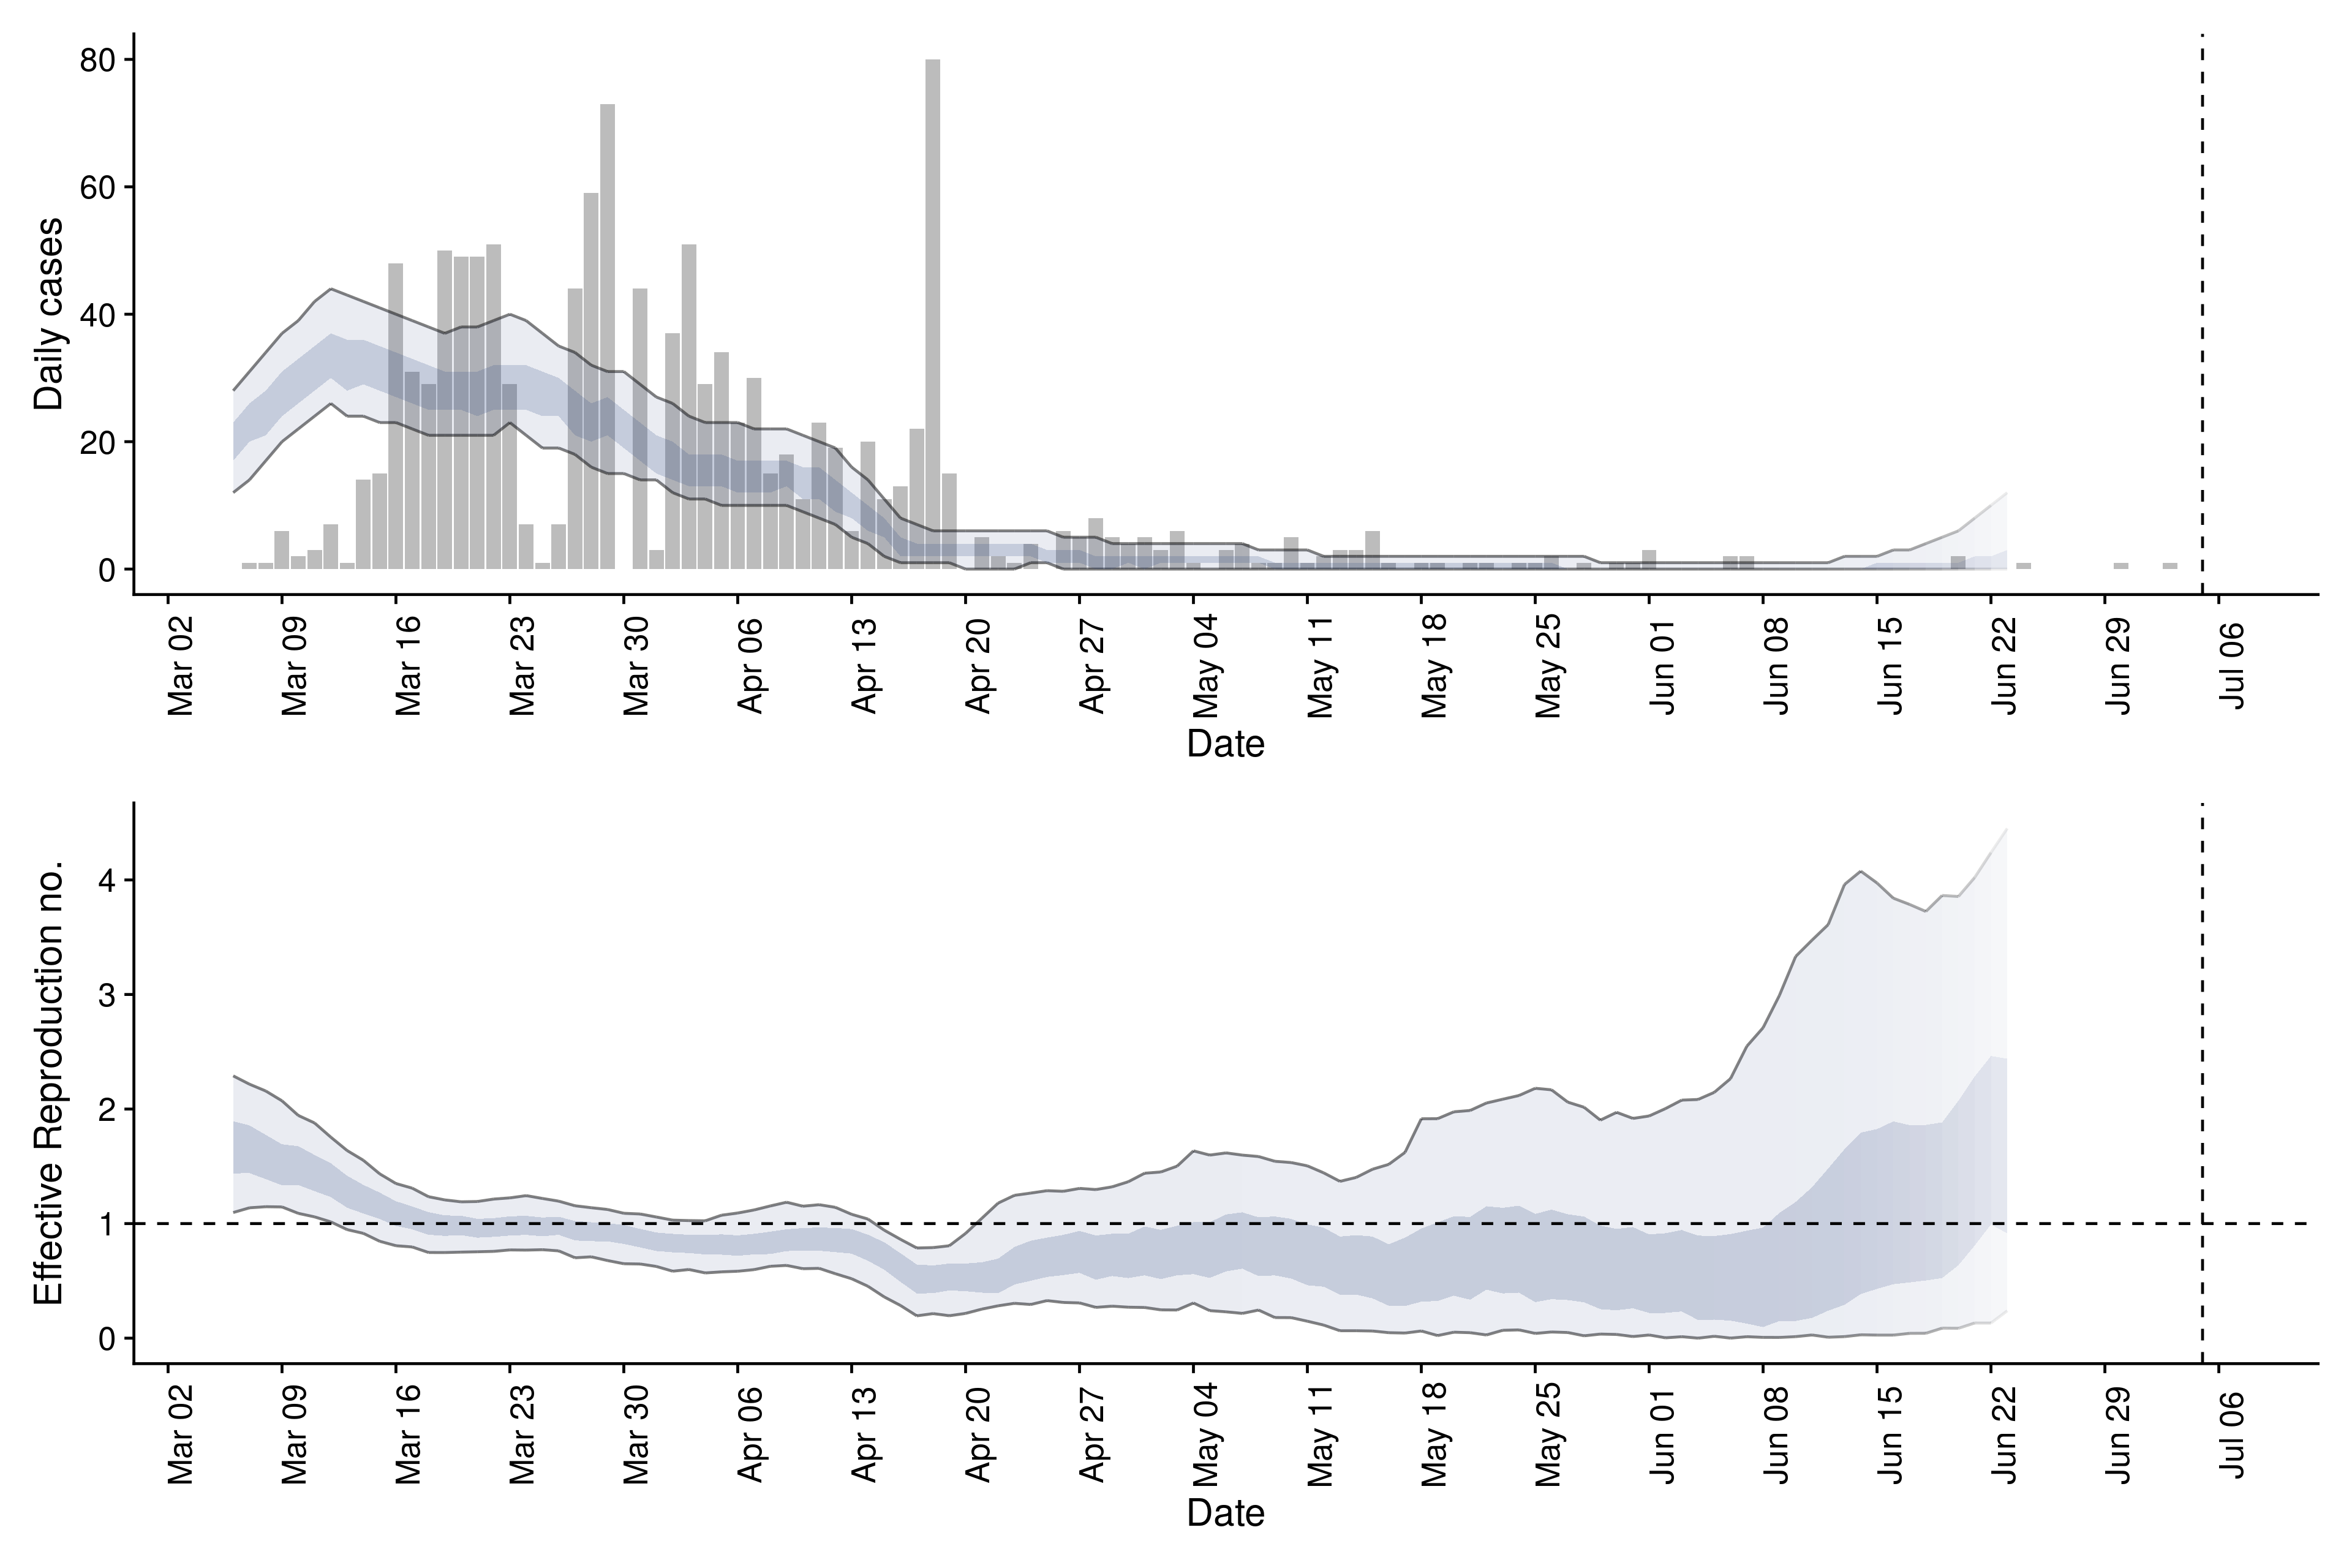 Daily cases
80
60
40
20
0
Mar 02
Mar 09
Mar 16
Mar 23
Mar 30
Apr 06
Apr 13
Apr 20
Apr 27
May 04
May 11
May 18
May 25
Jun 01
Jun 08
Jun 15
Jun 22
Jun 29
Jul 06
Date
Effective Reproduction no.
4
3
2
1
0
Mar 02
Mar 09
Mar 16
Mar 23
Mar 30
Apr 06
Apr 13
Apr 20
Apr 27
May 04
May 11
May 18
May 25
Jun 01
Jun 08
Jun 15
Jun 22
Jun 29
Jul 06
Date